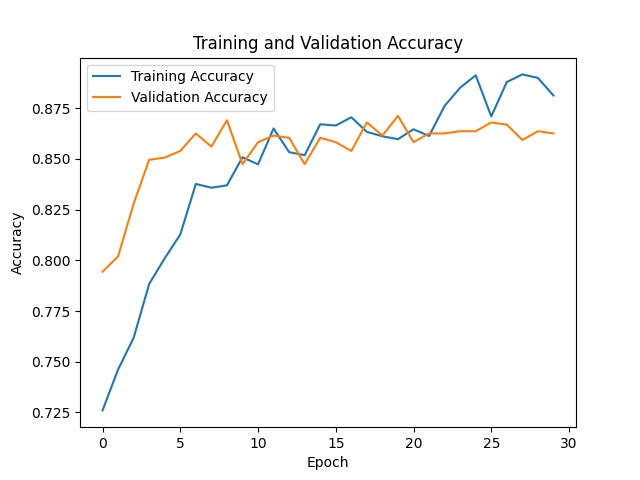 Training and Validation Accuracy
Training Accuracy
Validation Accuracy
0.875
0.850
0.825
0.800
0.775
0.750
0.725
Accuracy
0 5 10 15 20 25 30
Epoch